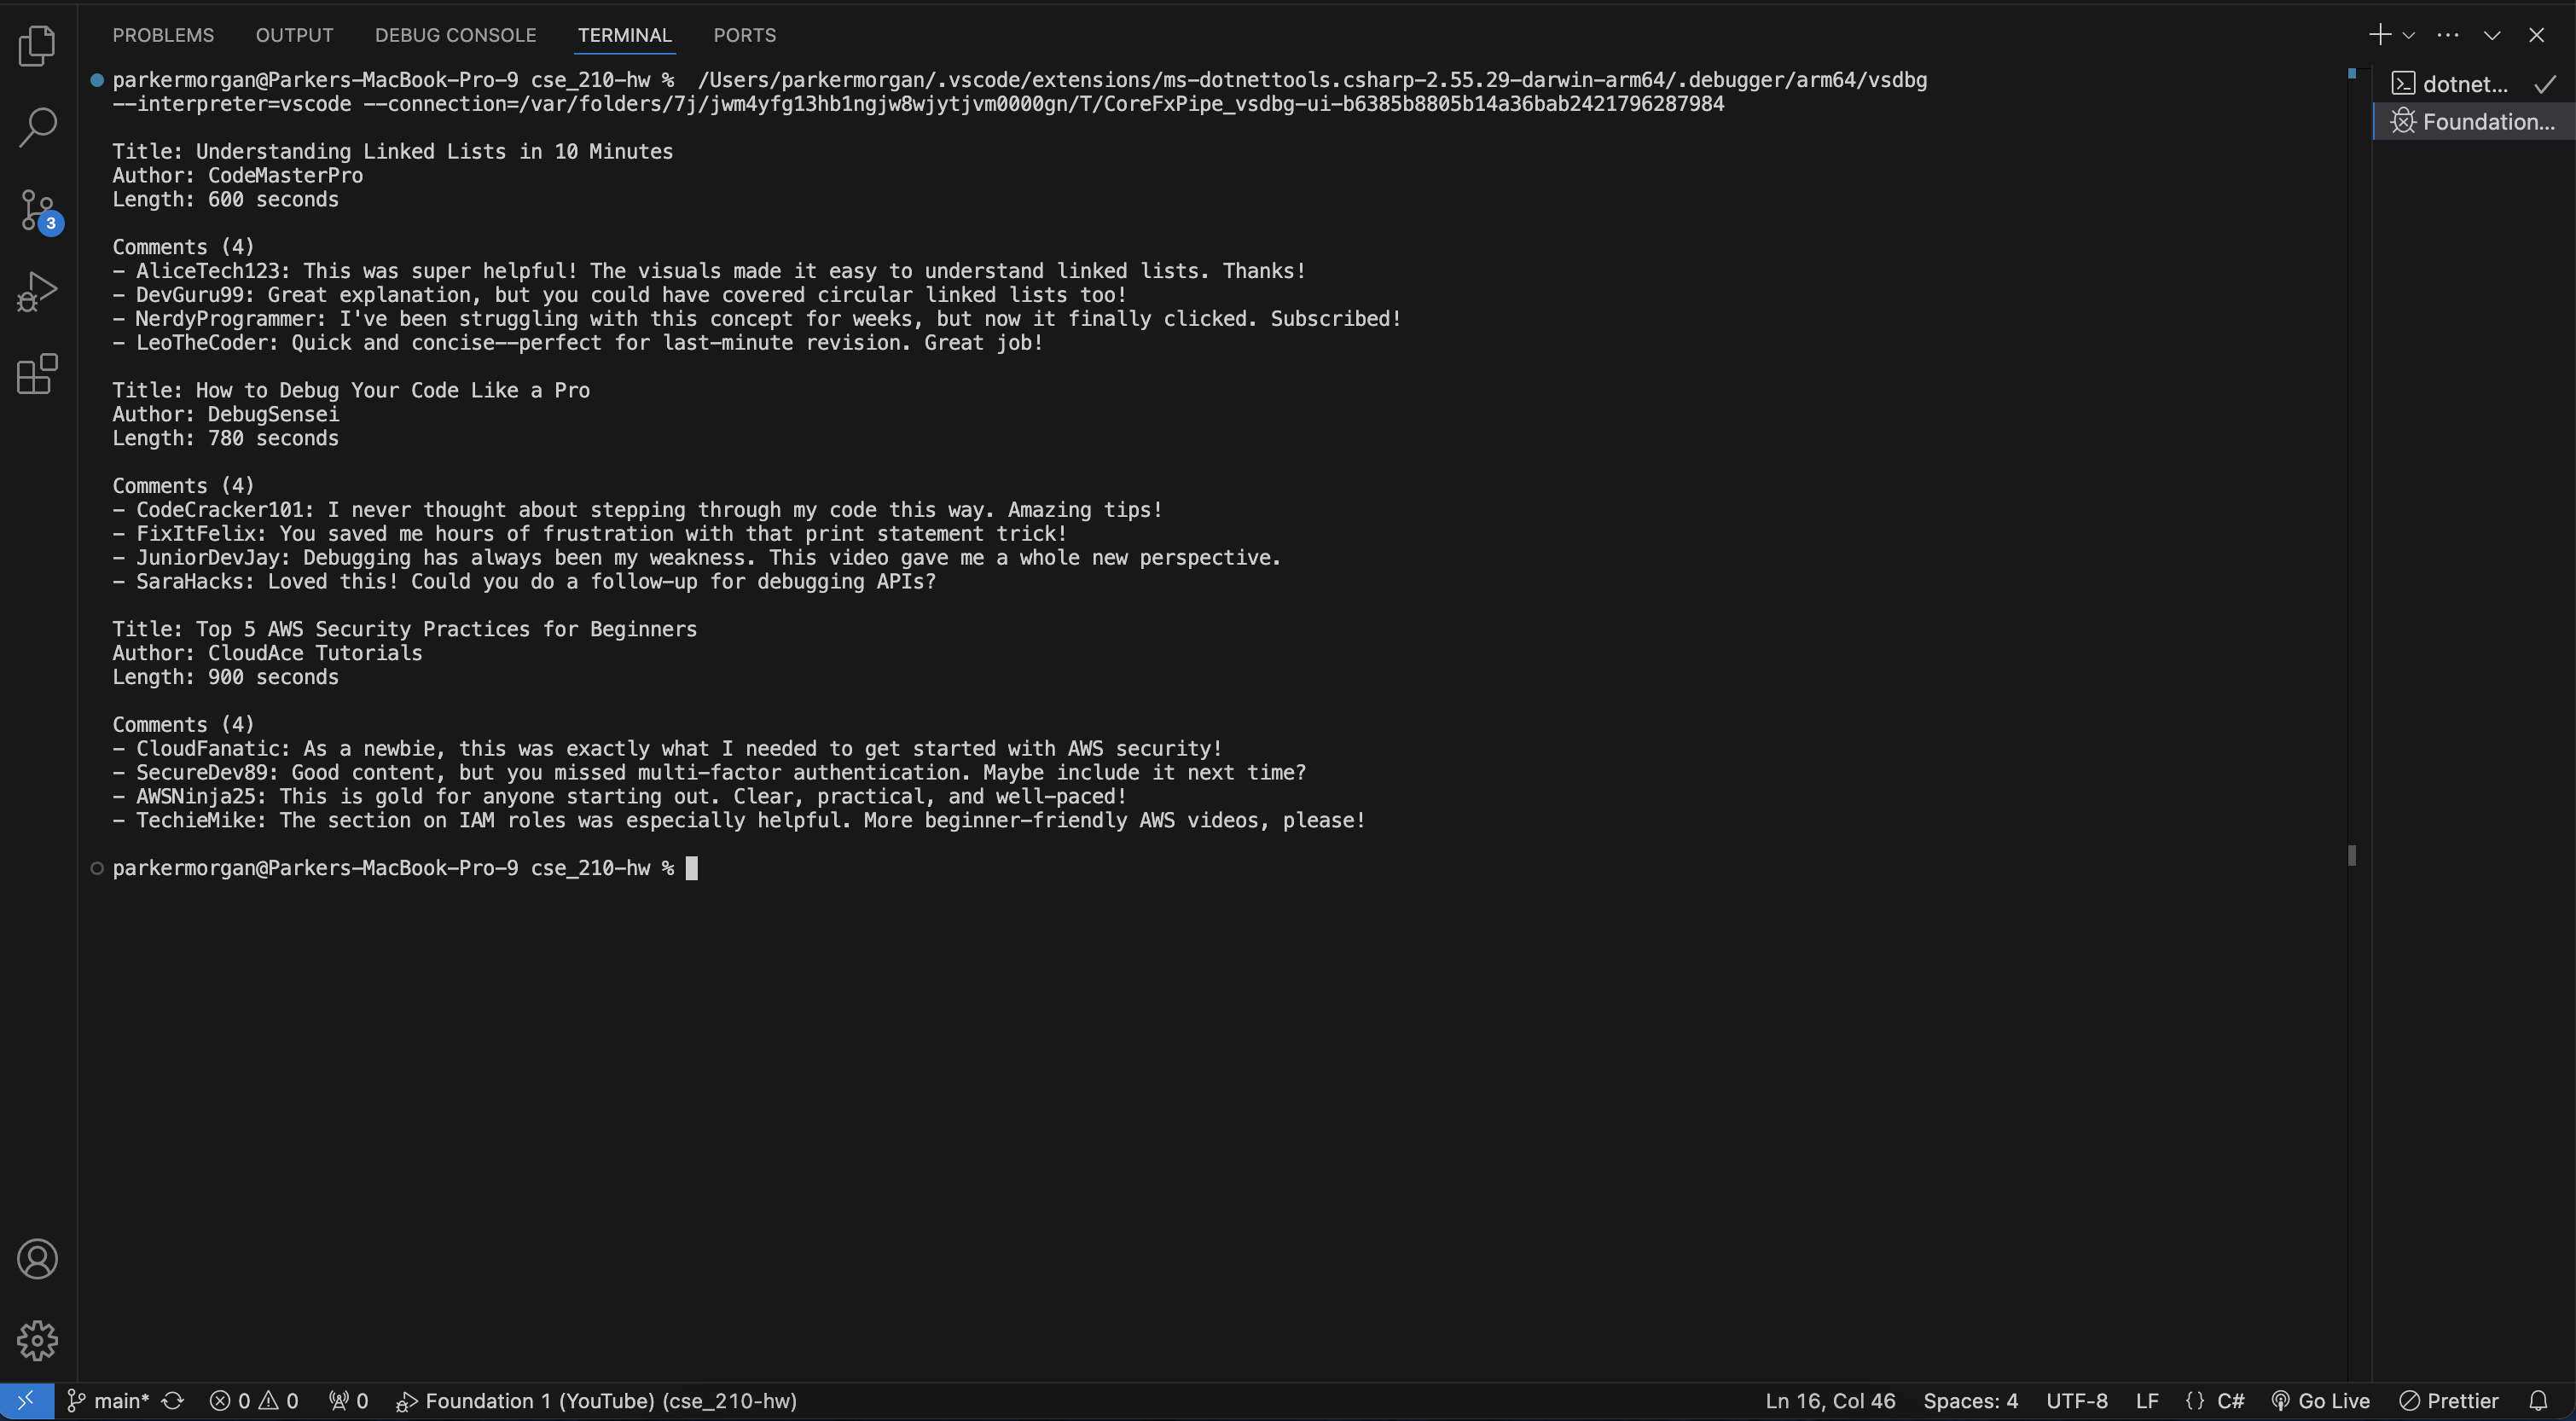 PROBLEMS OUTPUT DEBUG CONSOLE TERMINAL PORTS
parkermorgan@Parkers-MacBook-Pro-9 cse_210-hw %  /Users/parkermorgan/.vscode/extensions/ms-dotnettools.csharp-2.55.29-darwin-arm64/.debugger/arm64/vsdbg
--interpreter=vscode --connection=/var/folders/7j/jwm4yfg13hb1ngjw8wjytjvm0000gn/T/CoreFxPipe_vsdbg-ui-b6385b8805b14a36bab2421796287984
dotnet...
Foundation...
Title: Understanding Linked Lists in 10 Minutes
Author: CodeMasterPro
Length: 600 seconds
3
Comments (4)
- AliceTech123: This was super helpful! The visuals made it easy to understand linked lists. Thanks!
- DevGuru99: Great explanation, but you could have covered circular linked lists too!
- NerdyProgrammer: I've been struggling with this concept for weeks, but now it finally clicked. Subscribed!
- LeoTheCoder: Quick and concise--perfect for last-minute revision. Great job!
Title: How to Debug Your Code Like a Pro
Author: DebugSensei
Length: 780 seconds
Comments (4)
- CodeCracker101: I never thought about stepping through my code this way. Amazing tips!
- FixItFelix: You saved me hours of frustration with that print statement trick!
- JuniorDevJay: Debugging has always been my weakness. This video gave me a whole new perspective.
- SaraHacks: Loved this! Could you do a follow-up for debugging APIs?
Title: Top 5 AWS Security Practices for Beginners
Author: CloudAce Tutorials
Length: 900 seconds
Comments (4)
- CloudFanatic: As a newbie, this was exactly what I needed to get started with AWS security!
- SecureDev89: Good content, but you missed multi-factor authentication. Maybe include it next time?
- AWSNinja25: This is gold for anyone starting out. Clear, practical, and well-paced!
- TechieMike: The section on IAM roles was especially helpful. More beginner-friendly AWS videos, please!
parkermorgan@Parkers-MacBook-Pro-9 cse_210-hw %
main* 0 0 0 Foundation 1 (YouTube) (cse_210-hw) Ln 16, Col 46 Spaces: 4 UTF-8 LF {} C# Go Live Prettier